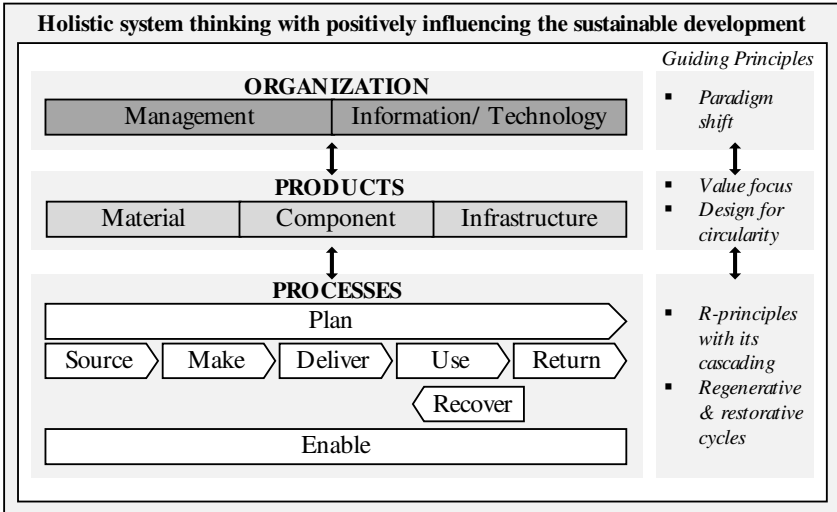 Holistic system thinking with positively influencing the sustainable development
Guiding Principles
ORGANIZATION
Management
Information/ Technology
▪ Paradigm
shift
PRODUCTS
Material
Component
Infrastructure
▪ Value focus
▪ Design for
circularity
PROCESSES
Plan
Source
Make
Deliver
Use
Return
Recover
Enable
▪ R-principles
with its
cascading
▪ Regenerative
& restorative
cycles